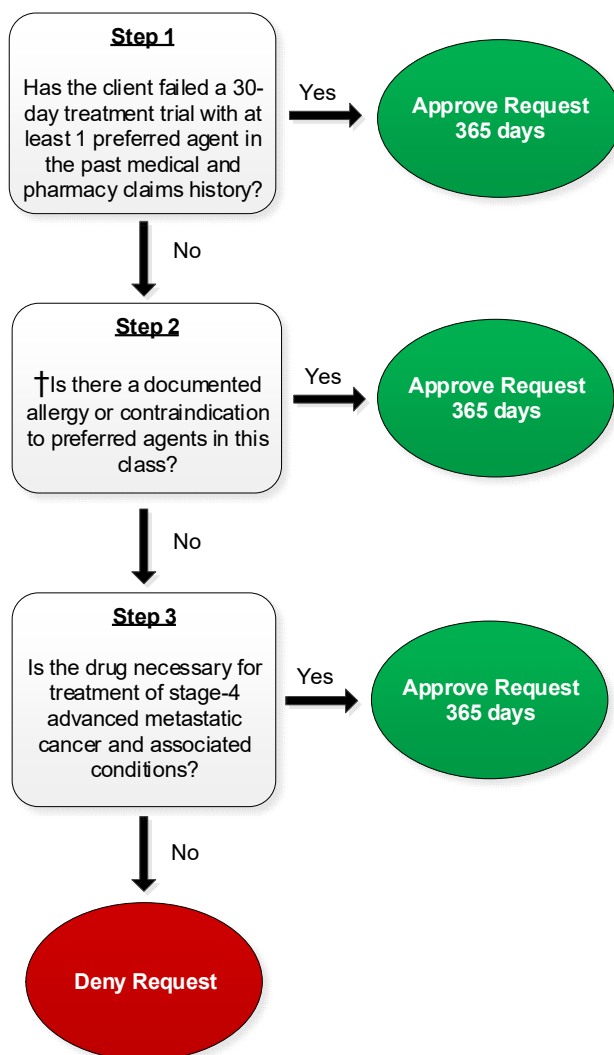 Step 1
Has the client failed a 30-
day treatment trial with at
least 1 preferred agent in
the past medical and
pharmacy claims history?
Yes
Approve Request
365 days
No
Step 2
†Is there a documented
allergy or contraindication
to preferred agents in this
class?
Yes
Approve Request
365 days
No
Step 3
Is the drug necessary for
treatment of stage-4
advanced metastatic
cancer and associated
conditions?
Yes
Approve Request
365 days
No
Deny Request